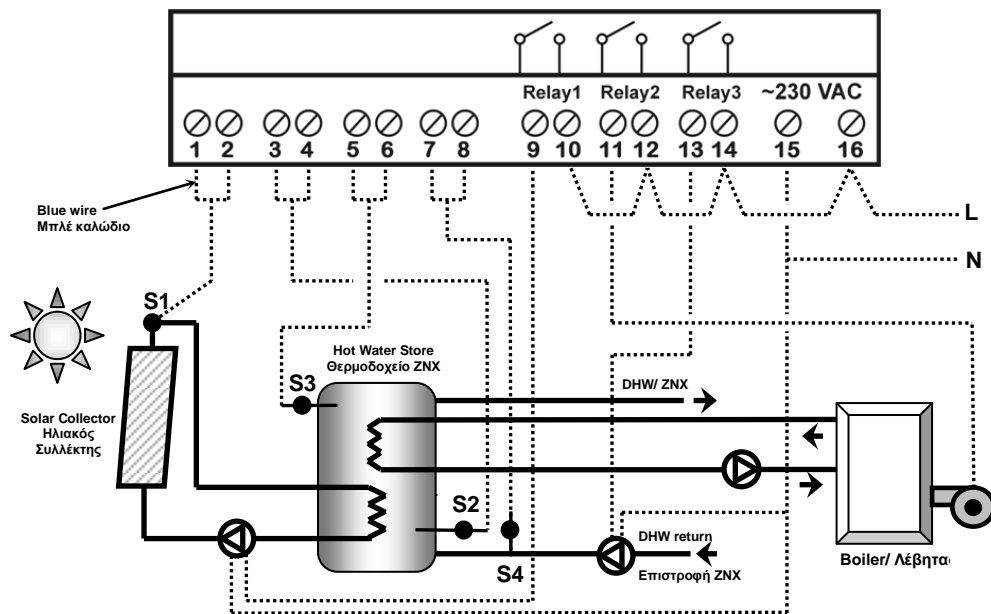 Relay1 Relay2 Relay3 ~230 VAC
1 2 3 4 5 6 7 8 9 10 11 12 13 14 15 16
Blue wire
Μπλέ καλώδιο
L
N
S1
Hot Water Store
Θερμοδοχείο ΖΝΧ
S3
DHW/ ΖΝΧ
Solar Collector
Ηλιακός
Συλλέκτης
S2
S4
DHW return
Επιστροφή ΖΝΧ
Boiler/ Λέβητας